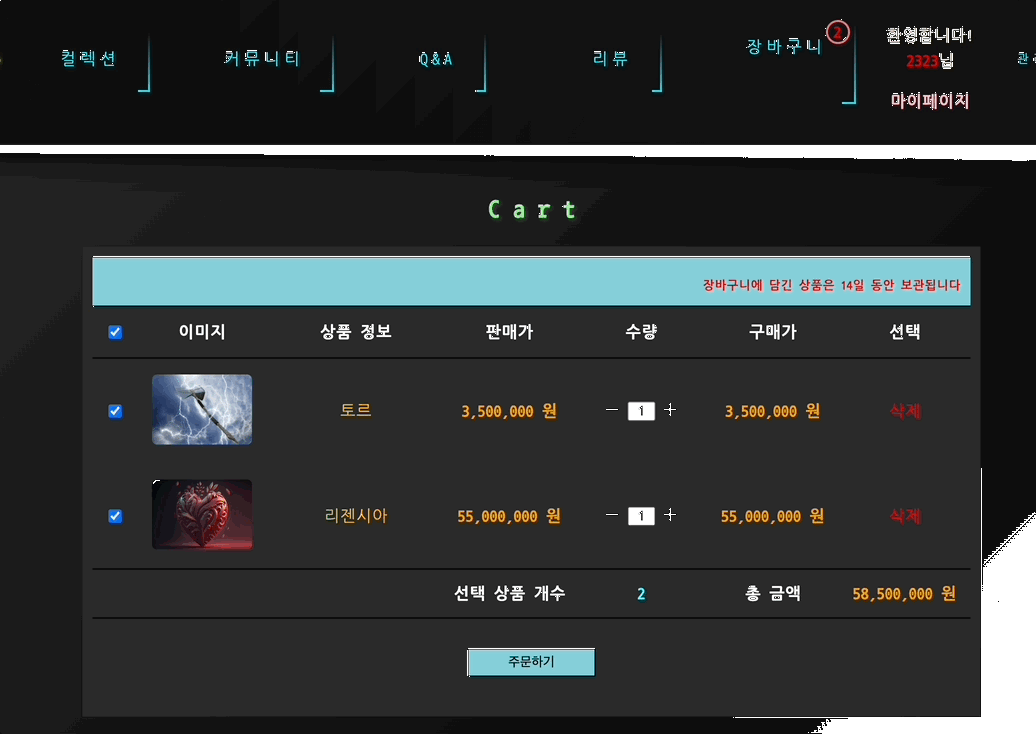 컬렉션
커뮤니티
Q&A
리뷰
장바구니 2
환영합니다!
2323님
마이페이지
Cart
장바구니에 담긴 상품은 14일 동안 보관됩니다
이미지 상품 정보 판매가 수량 구매가 선택
토르 3,500,000 원 － 1 ＋ 3,500,000 원 삭제
리젠시아 55,000,000 원 － 1 ＋ 55,000,000 원 삭제
선택 상품 개수 2 총 금액 58,500,000 원
주문하기